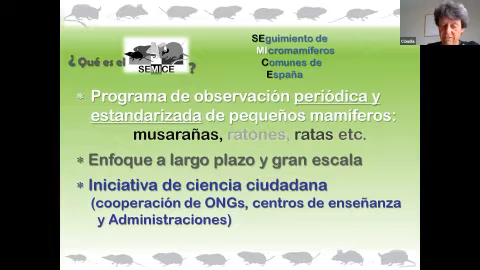 ¿Qué es el SEMICE ?
SEguimiento de
MIcromamíferos
Comunes de
España
* Programa de observación periódica y
estandarizada de pequeños mamíferos:
musarañas, ratones, ratas etc.
* Enfoque a largo plazo y gran escala
* Iniciativa de ciencia ciudadana
(cooperación de ONGs, centros de enseñanza
y Administraciones)